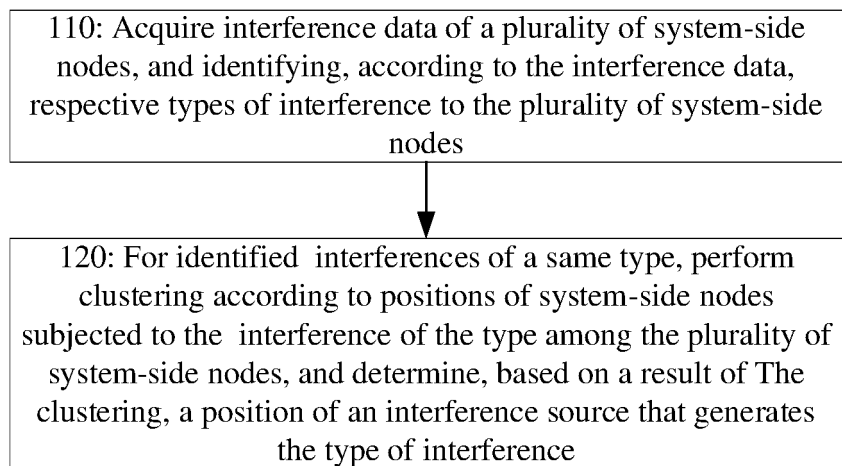 110: Acquire interference data of a plurality of system-side
nodes, and identifying, according to the interference data,
respective types of interference to the plurality of system-side
nodes
120: For identified interferences of a same type, perform
clustering according to positions of system-side nodes
subjected to the interference of the type among the plurality of
system-side nodes, and determine, based on a result of The
clustering, a position of an interference source that generates
the type of interference